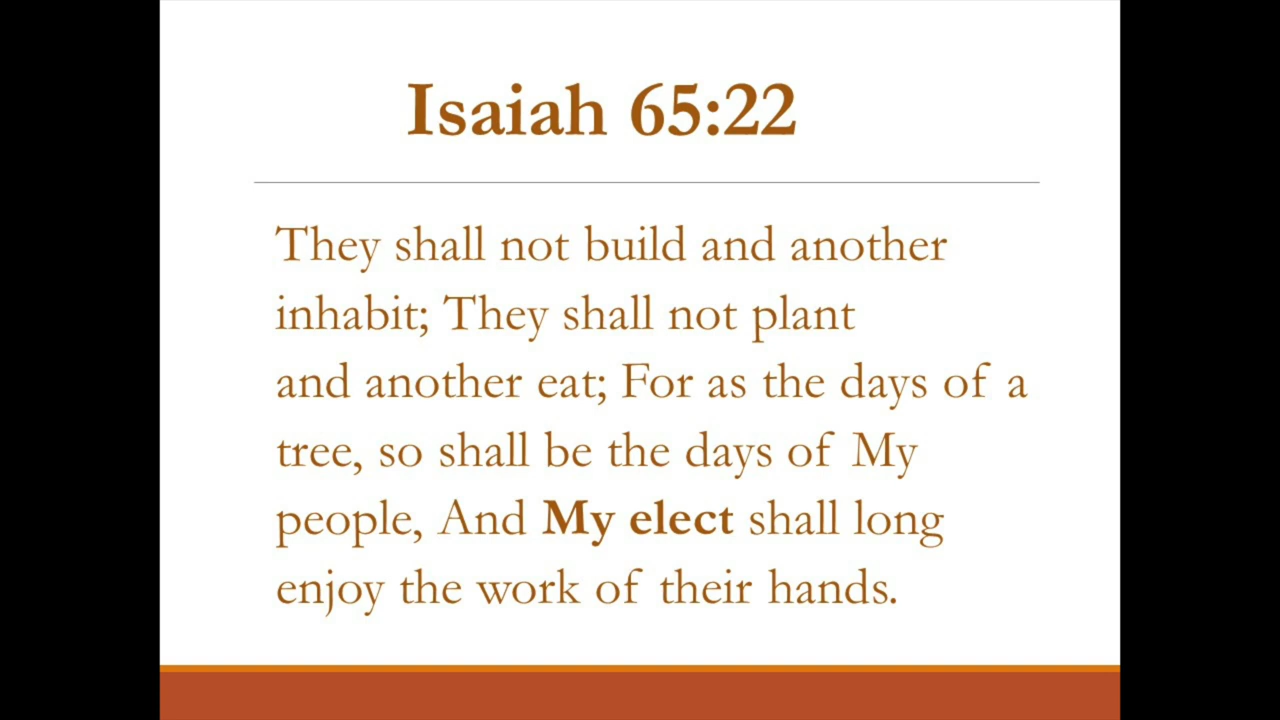 Isaiah 65:22
They shall not build and another
inhabit; They shall not plant
and another eat; For as the days of a
tree, so shall be the days of My
people, And My elect shall long
enjoy the work of their hands.